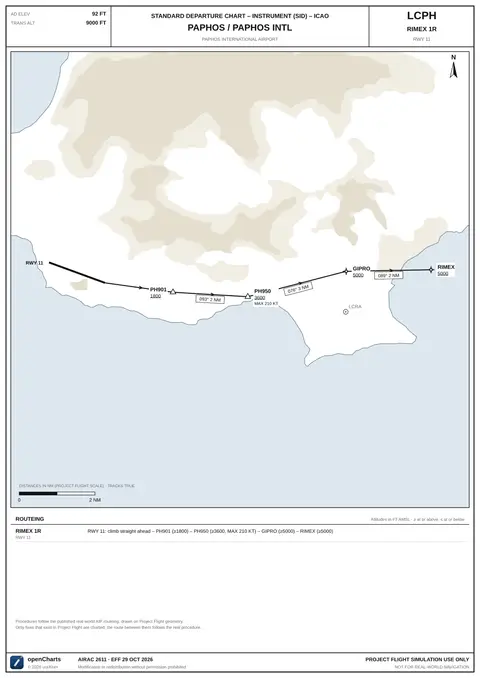 AD ELEV 92 FT
TRANS ALT 9000 FT
STANDARD DEPARTURE CHART – INSTRUMENT (SID) – ICAO
PAPHOS / PAPHOS INTL
PAPHOS INTERNATIONAL AIRPORT
LCPH
RIMEX 1R
RWY 11
N
RWY 11
PH901
1800
093° 2 NM
PH950
3600
MAX 210 KT
076° 3 NM
GIPRO
5000
089° 2 NM
RIMEX
5000
LCRA
DISTANCES IN NM (PROJECT FLIGHT SCALE) · TRACKS TRUE
0 2 NM
ROUTEING
Altitudes in FT AMSL · ≥ at or above, ≤ at or below
RIMEX 1R
RWY 11
RWY 11: climb straight ahead – PH901 (≥1800) – PH950 (≥3600, MAX 210 KT) – GIPRO (≥5000) – RIMEX (≥5000)
Procedures follow the published real-world AIP routeing, drawn on Project Flight geometry.
Only fixes that exist in Project Flight are charted; the route between them follows the real procedure.
openCharts
AIRAC 2611 · EFF 29 OCT 2026
Modification or redistribution without permission prohibited
PROJECT FLIGHT SIMULATION USE ONLY
NOT FOR REAL-WORLD NAVIGATION